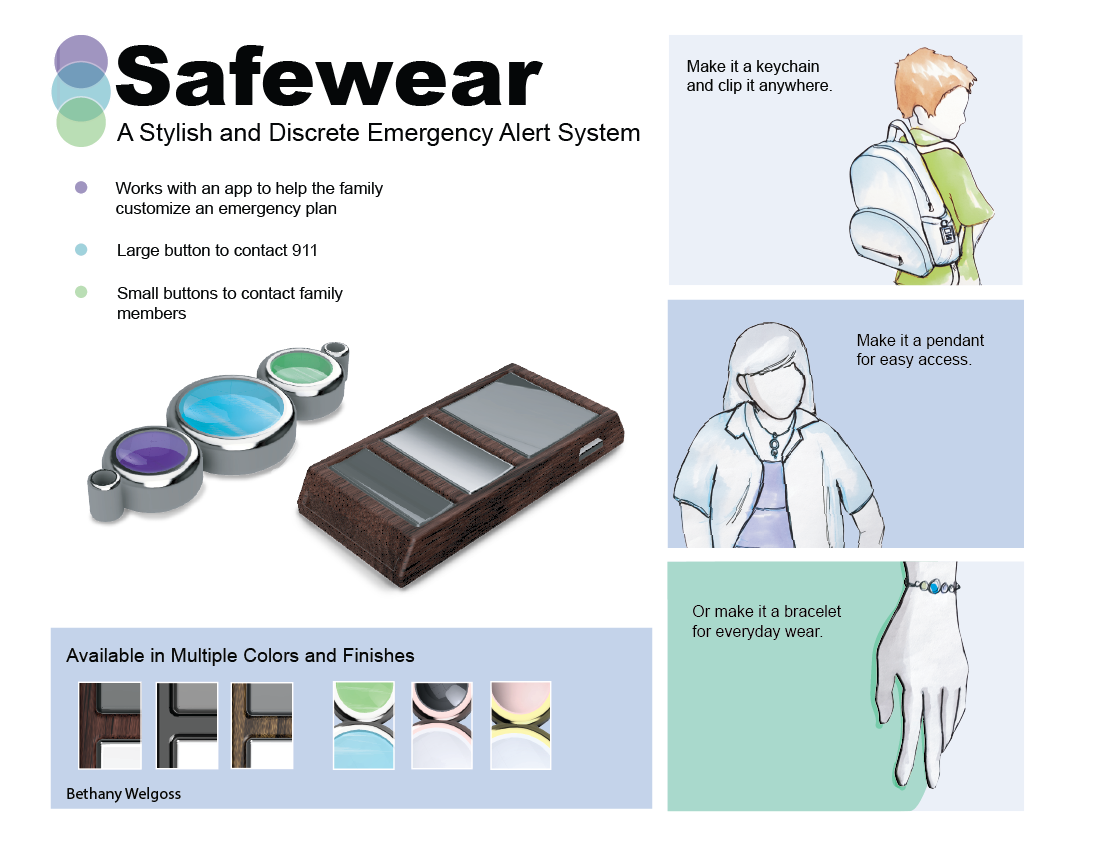 Safewear
A Stylish and Discrete Emergency Alert System
Works with an app to help the family
customize an emergency plan
Large button to contact 911
Small buttons to contact family
members
Available in Multiple Colors and Finishes
Bethany Welgoss
Make it a keychain
and clip it anywhere.
Make it a pendant
for easy access.
Or make it a bracelet
for everyday wear.